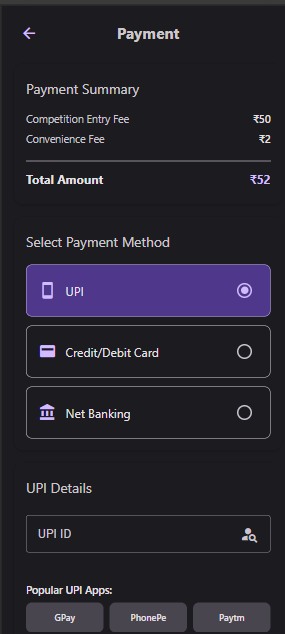 Payment
Payment Summary
Competition Entry Fee ₹50
Convenience Fee ₹2
Total Amount ₹52
Select Payment Method
UPI
Credit/Debit Card
Net Banking
UPI Details
UPI ID
Popular UPI Apps:
GPay PhonePe Paytm